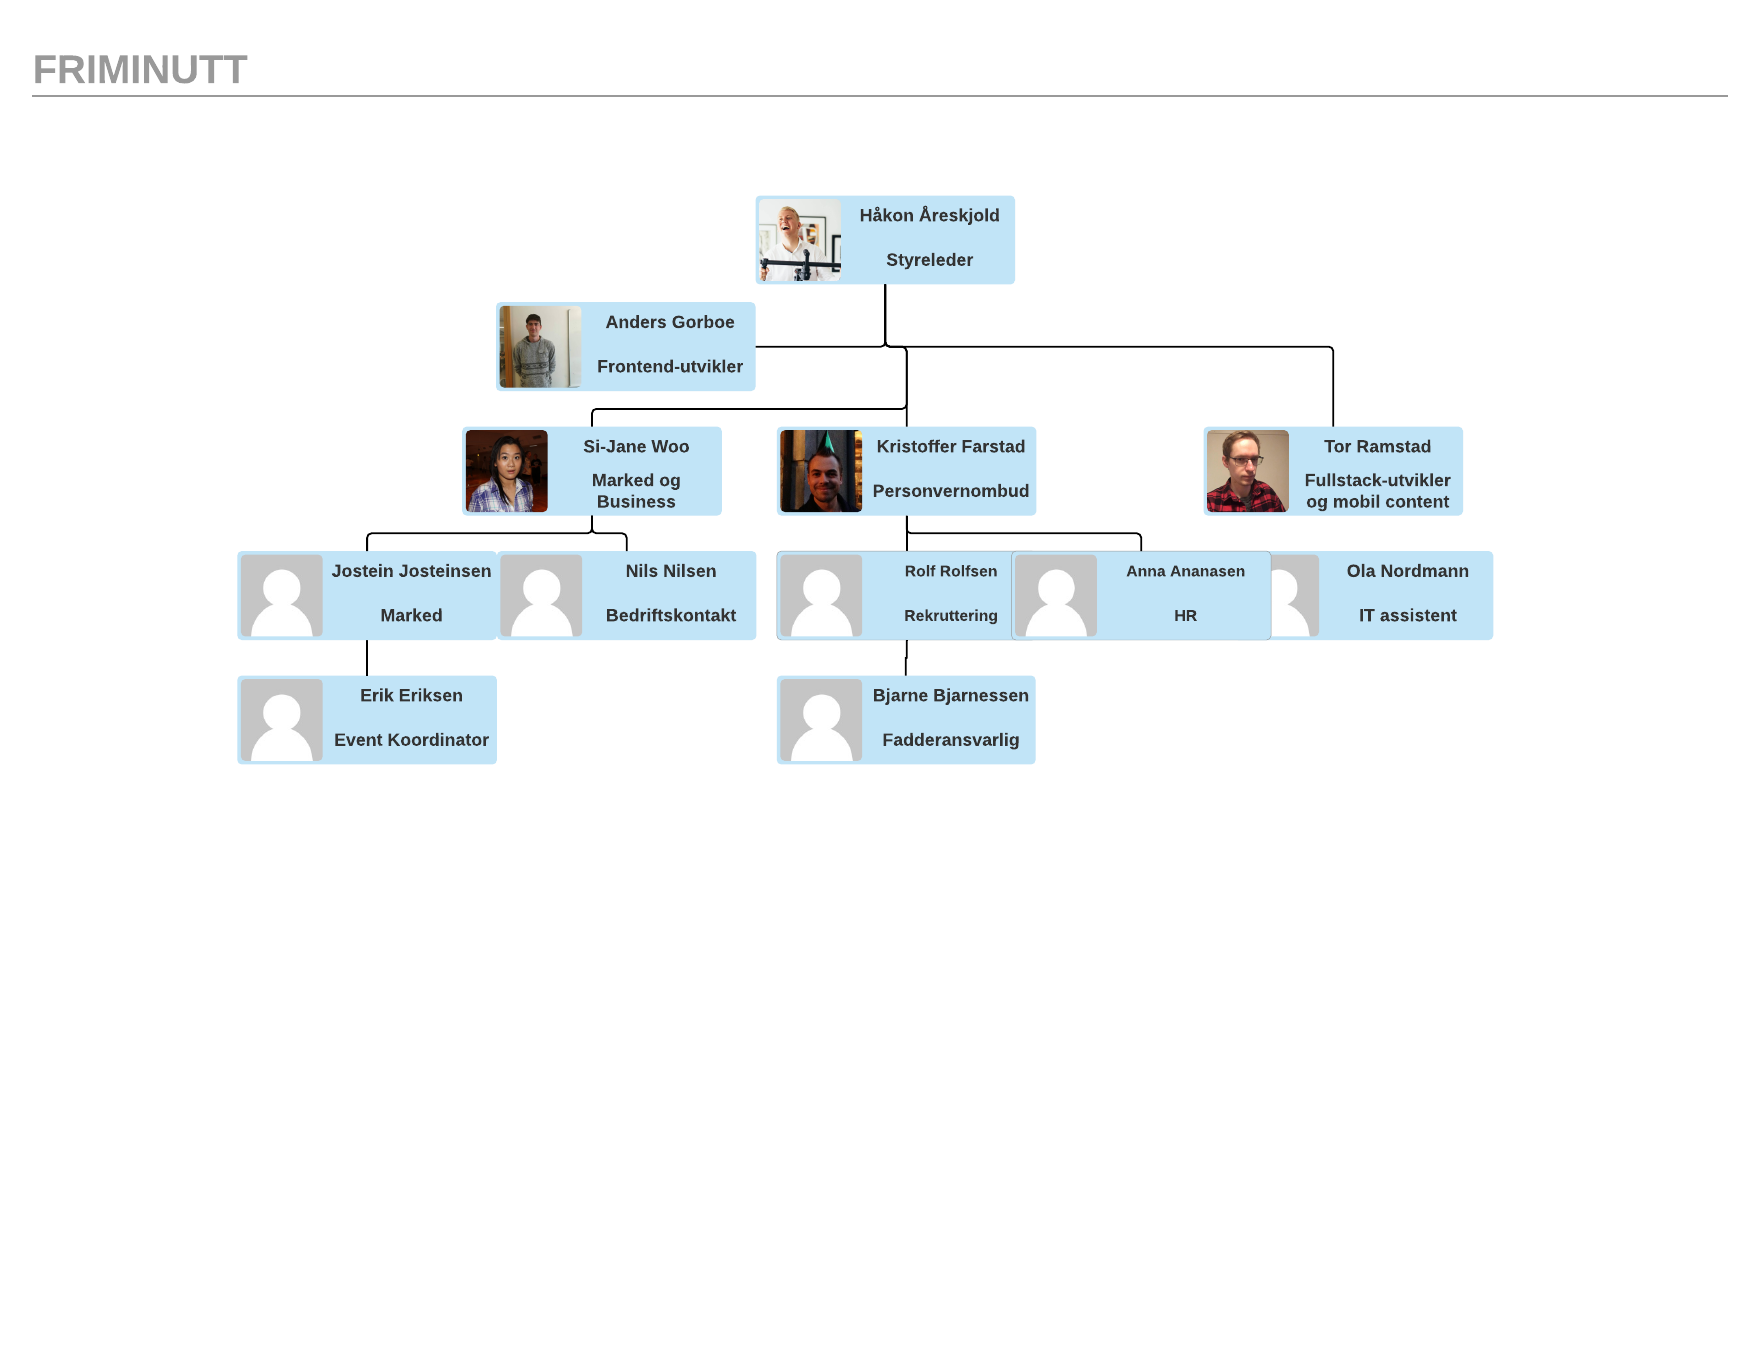 FRIMINUTT
Håkon Åreskjold
Styreleder
Anders Gorboe
Frontend-utvikler
Si-Jane Woo
Marked og
Business
Kristoffer Farstad
Personvernombud
Tor Ramstad
Fullstack-utvikler
og mobil content
Jostein Josteinsen
Marked
Nils Nilsen
Bedriftskontakt
Rolf Rolfsen
Rekruttering
Anna Ananasen
HR
Ola Nordmann
IT assistent
Erik Eriksen
Event Koordinator
Bjarne Bjarnessen
Fadderansvarlig